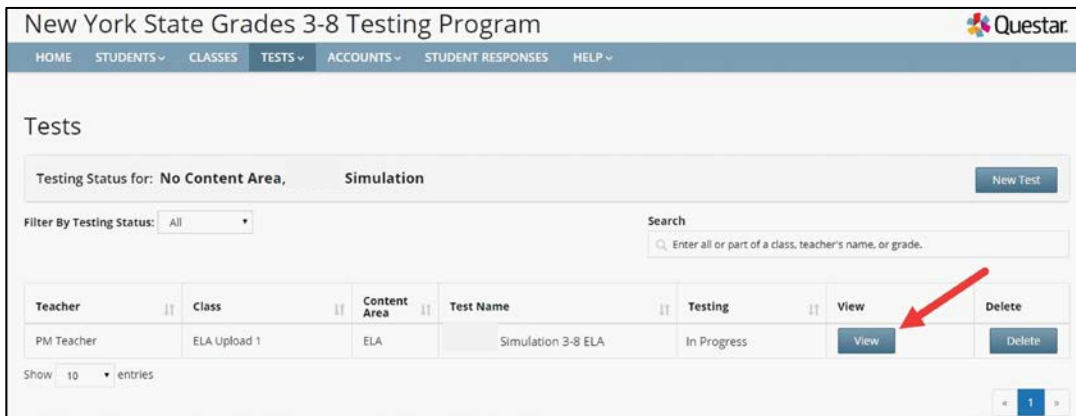 New York State Grades 3-8 Testing Program
Questar.
HOME STUDENTS CLASSES TESTS ACCOUNTS STUDENT RESPONSES HELP
Tests
Testing Status for: No Content Area, Simulation
New Test
Filter By Testing Status: All
Search
Enter all or part of a class, teacher's name, or grade.
Teacher Class Content Area Test Name Testing View Delete
PM Teacher ELA Upload 1 ELA Simulation 3-8 ELA In Progress View Delete
Show 10 entries
« 1 »